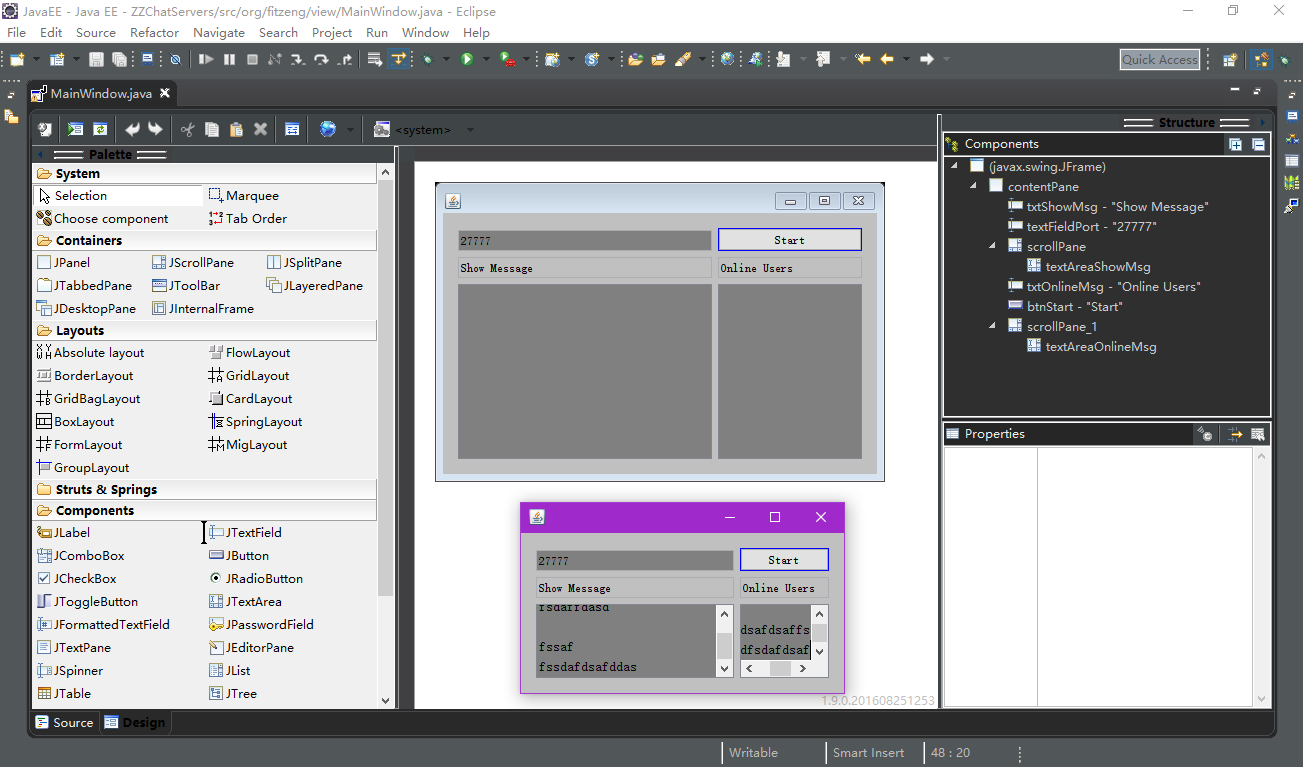 JavaEE - Java EE - ZZChatServers/src/org/fitzeng/view/MainWindow.java - Eclipse
File Edit Source Refactor Navigate Search Project Run Window Help
Quick Access
MainWindow.java
<system>
Palette
System
Selection Marquee
Choose component Tab Order
Containers
JPanel JScrollPane JSplitPane
JTabbedPane JToolBar JLayeredPane
JDesktopPane JInternalFrame
Layouts
Absolute layout FlowLayout
BorderLayout GridLayout
GridBagLayout CardLayout
BoxLayout SpringLayout
FormLayout MigLayout
GroupLayout
Struts & Springs
Components
JLabel JTextField
JComboBox JButton
JCheckBox JRadioButton
JToggleButton JTextArea
JFormattedTextField JPasswordField
JTextPane JEditorPane
JSpinner JList
JTable JTree
27777 Start
Show Message Online Users
27777 Start
Show Message Online Users
fsdaffdasd
dsafdsaffs
fssaf
dfsdafdsaf
fssdafdsafddas
1.9.0.201608251253
Structure
Components
(javax.swing.JFrame)
contentPane
txtShowMsg - "Show Message"
textFieldPort - "27777"
scrollPane
textAreaShowMsg
txtOnlineMsg - "Online Users"
btnStart - "Start"
scrollPane_1
textAreaOnlineMsg
Properties
Source Design
Writable Smart Insert 48 : 20